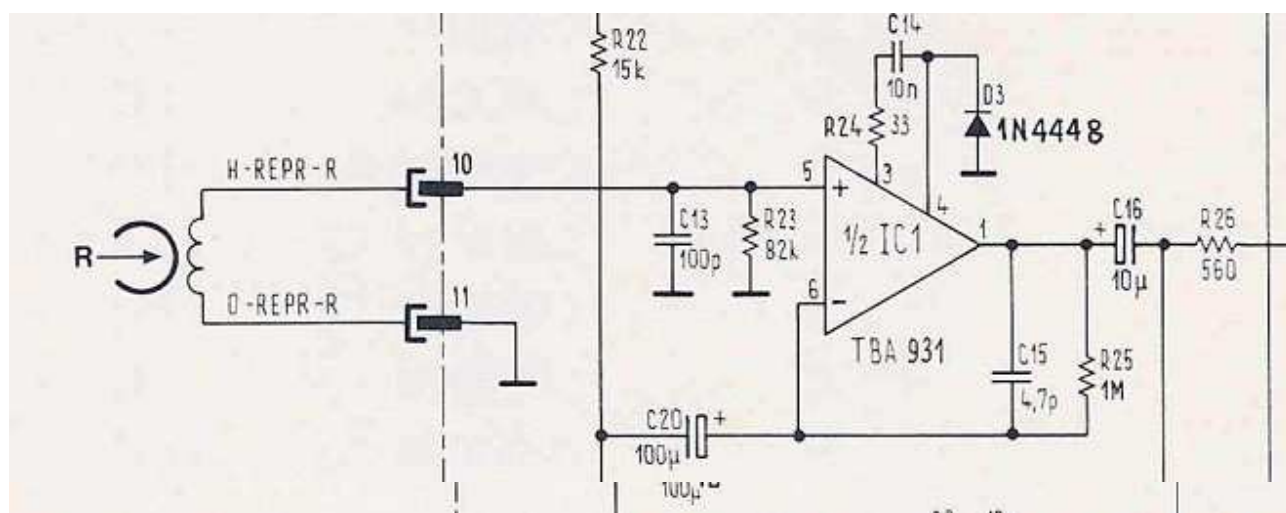 R22
15k
C14
10n
D3
1N4448
R24 33
3
4
H-REPR-R
10
5
+
C13
100p
R23
82k
1/2 IC1
1
+
C16
10µ
R26
560
R
O-REPR-R
11
6
-
TBA 931
C15
4,7p
R25
1M
C20
100µ
+
100µ